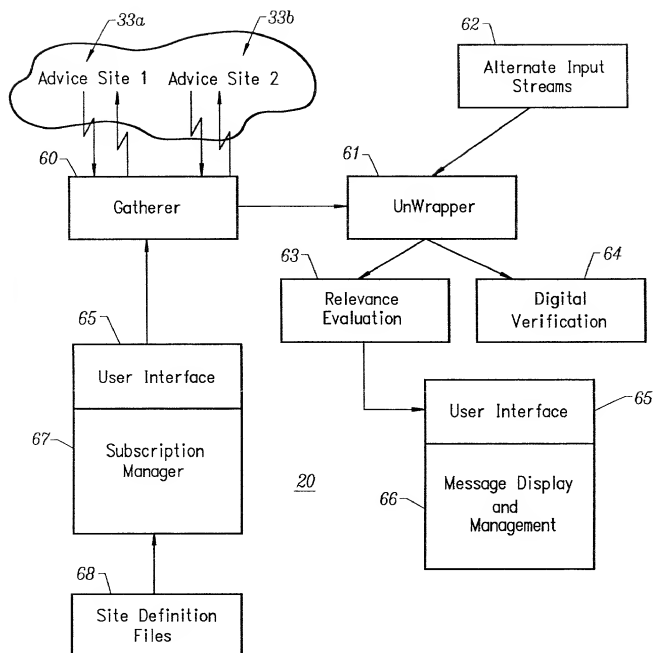 33a
33b
62
Advice Site 1
Advice Site 2
Alternate Input
Streams
60
61
Gatherer
UnWrapper
63
64
Relevance
Evaluation
Digital
Verification
65
User Interface
65
User Interface
67
Subscription
Manager
20
66
Message Display
and
Management
68
Site Definition
Files